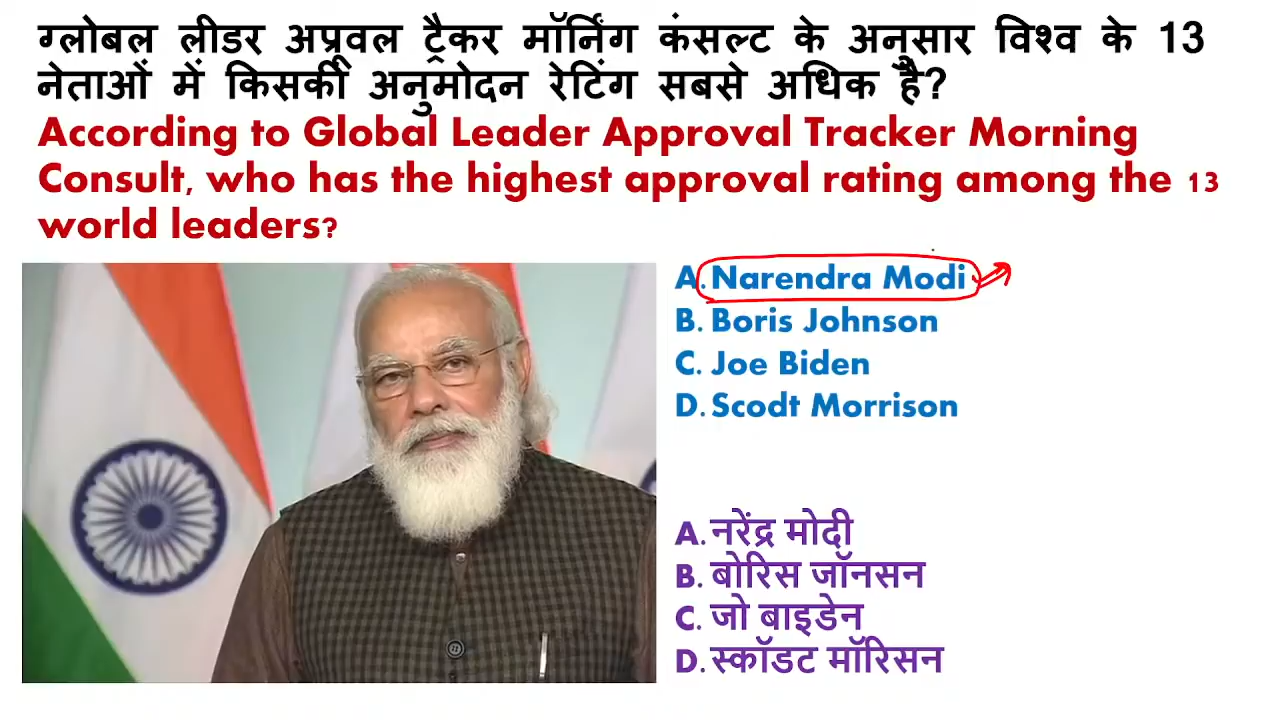 ग्लोबल लीडर अप्रूवल ट्रैकर मॉर्निंग कंसल्ट के अनुसार विश्व के 13
नेताओं में किसकी अनुमोदन रेटिंग सबसे अधिक है?
According to Global Leader Approval Tracker Morning
Consult, who has the highest approval rating among the 13
world leaders?
A. Narendra Modi
B. Boris Johnson
C. Joe Biden
D. Scodt Morrison
A. नरेंद्र मोदी
B. बोरिस जॉनसन
C. जो बाइडेन
D. स्कॉडट मॉरिसन